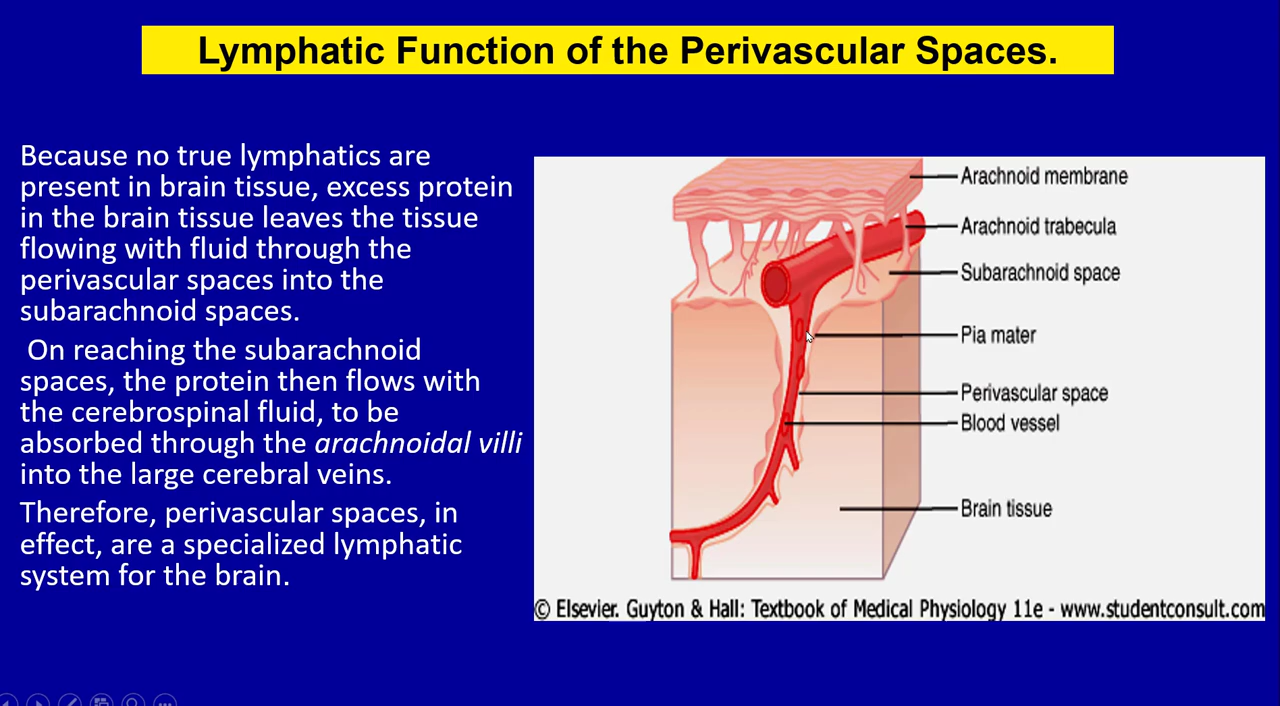 Lymphatic Function of the Perivascular Spaces.
Because no true lymphatics are
present in brain tissue, excess protein
in the brain tissue leaves the tissue
flowing with fluid through the
perivascular spaces into the
subarachnoid spaces.
On reaching the subarachnoid
spaces, the protein then flows with
the cerebrospinal fluid, to be
absorbed through the arachnoidal villi
into the large cerebral veins.
Therefore, perivascular spaces, in
effect, are a specialized lymphatic
system for the brain.
Arachnoid membrane
Arachnoid trabecula
Subarachnoid space
Pia mater
Perivascular space
Blood vessel
Brain tissue
© Elsevier. Guyton & Hall: Textbook of Medical Physiology 11e - www.studentconsult.com